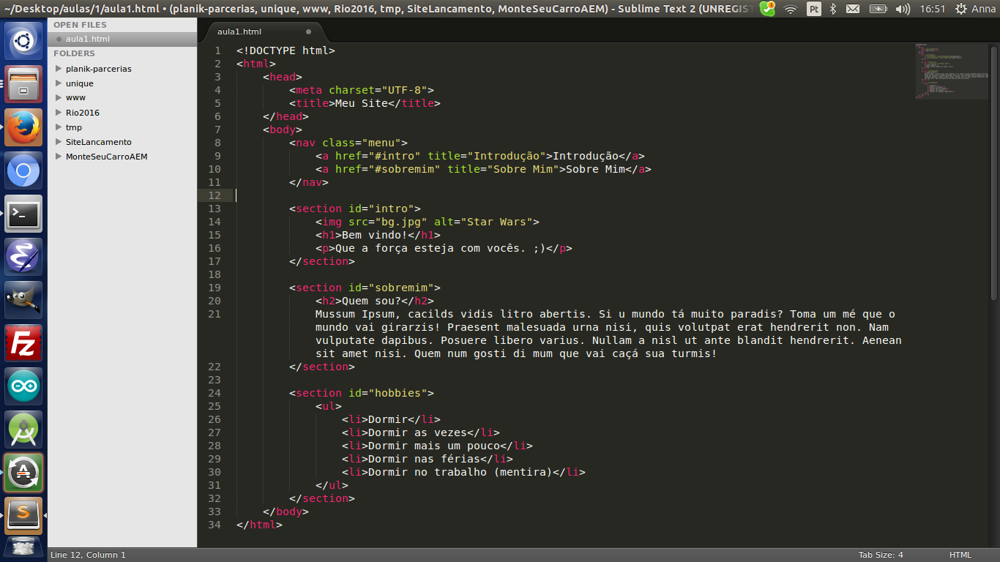 ~/Desktop/aulas/1/aula1.html • (planik-parcerias, unique, www, Rio2016, tmp, SiteLancamento, MonteSeuCarroAEM) - Sublime Text 2 (UNREGIST
Pt 16:51 Anna
OPEN FILES
aula1.html
FOLDERS
planik-parcerias
unique
www
Rio2016
tmp
SiteLancamento
MonteSeuCarroAEM
aula1.html
1 <!DOCTYPE html>
2 <html>
3     <head>
4         <meta charset="UTF-8">
5         <title>Meu Site</title>
6     </head>
7     <body>
8         <nav class="menu">
9             <a href="#intro" title="Introdução">Introdução</a>
10             <a href="#sobremim" title="Sobre Mim">Sobre Mim</a>
11         </nav>
12
13         <section id="intro">
14             <img src="bg.jpg" alt="Star Wars">
15             <h1>Bem vindo!</h1>
16             <p>Que a força esteja com vocês. ;)</p>
17         </section>
18
19         <section id="sobremim">
20             <h2>Quem sou?</h2>
21             Mussum Ipsum, cacilds vidis litro abertis. Si u mundo tá muito paradis? Toma um mé que o
mundo vai girarzis! Praesent malesuada urna nisi, quis volutpat erat hendrerit non. Nam
vulputate dapibus. Posuere libero varius. Nullam a nisl ut ante blandit hendrerit. Aenean
sit amet nisi. Quem num gosti di mum que vai caçá sua turmis!
22         </section>
23
24         <section id="hobbies">
25             <ul>
26                 <li>Dormir</li>
27                 <li>Dormir as vezes</li>
28                 <li>Dormir mais um pouco</li>
29                 <li>Dormir nas férias</li>
30                 <li>Dormir no trabalho (mentira)</li>
31             </ul>
32         </section>
33     </body>
34 </html>
Line 12, Column 1
Tab Size: 4
HTML